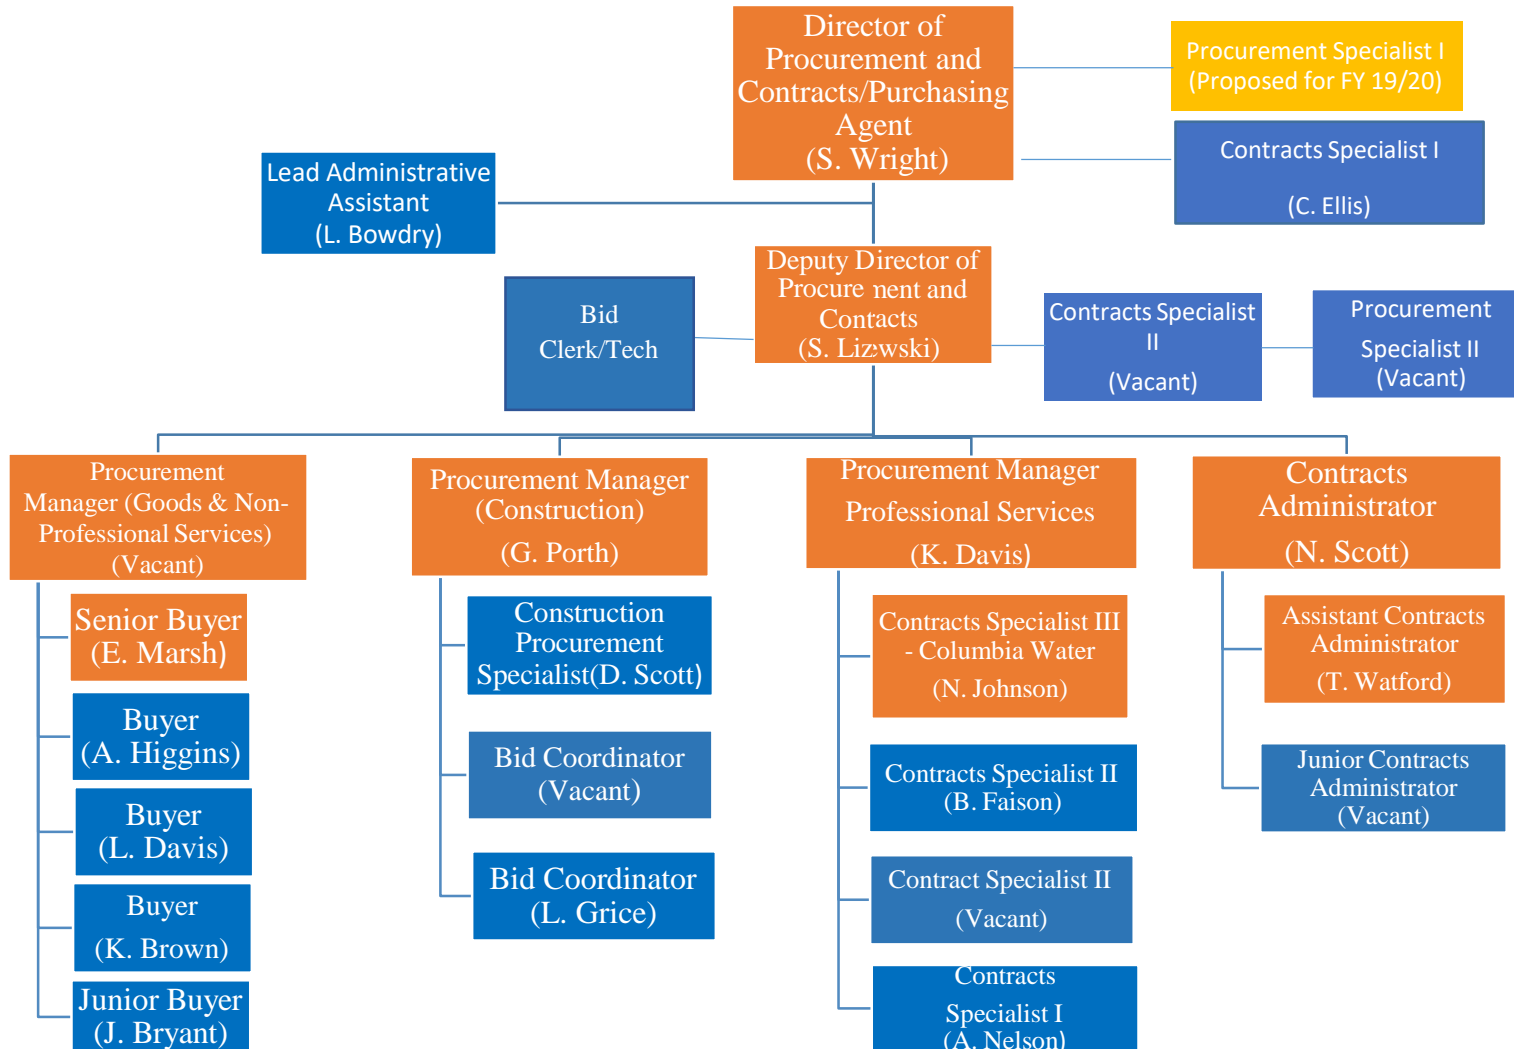 Director of
Procurement and
Contracts/Purchasing
Agent
(S. Wright)
Procurement Specialist I
(Proposed for FY 19/20)
Contracts Specialist I
(C. Ellis)
Lead Administrative
Assistant
(L. Bowdry)
Deputy Director of
Procurement and
Contacts
(S. Lizewski)
Bid
Clerk/Tech
Contracts Specialist
II
(Vacant)
Procurement
Specialist II
(Vacant)
Procurement
Manager (Goods & Non-
Professional Services)
(Vacant)
Senior Buyer
(E. Marsh)
Buyer
(A. Higgins)
Buyer
(L. Davis)
Buyer
(K. Brown)
Junior Buyer
(J. Bryant)
Procurement Manager
(Construction)
(G. Porth)
Construction
Procurement
Specialist(D. Scott)
Bid Coordinator
(Vacant)
Bid Coordinator
(L. Grice)
Procurement Manager
Professional Services
(K. Davis)
Contracts Specialist III
- Columbia Water
(N. Johnson)
Contracts Specialist II
(B. Faison)
Contract Specialist II
(Vacant)
Contracts
Specialist I
(A. Nelson)
Contracts
Administrator
(N. Scott)
Assistant Contracts
Administrator
(T. Watford)
Junior Contracts
Administrator
(Vacant)